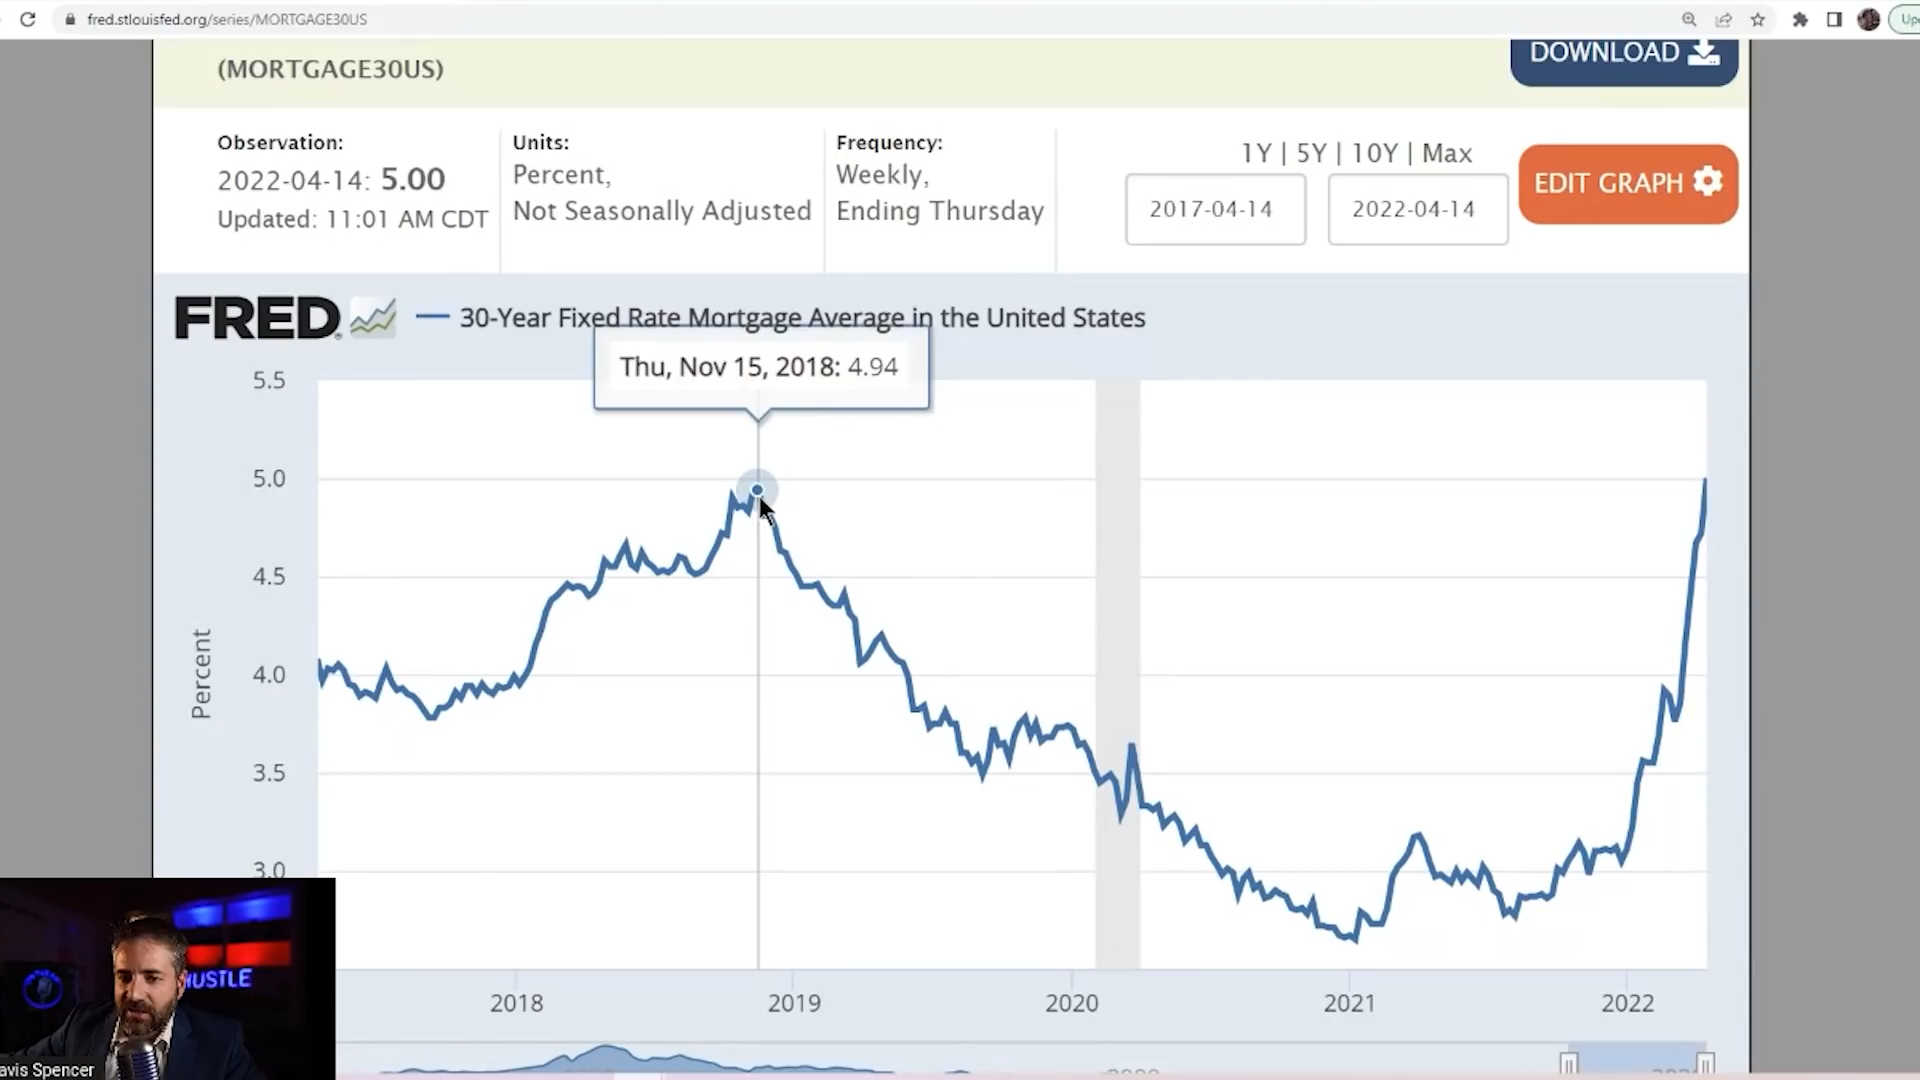 fred.stlouisfed.org/series/MORTGAGE30US
(MORTGAGE30US)
DOWNLOAD
Observation:
2022-04-14: 5.00
Updated: 11:01 AM CDT
Units:
Percent,
Not Seasonally Adjusted
Frequency:
Weekly,
Ending Thursday
1Y | 5Y | 10Y | Max
2017-04-14
2022-04-14
EDIT GRAPH
FRED
30-Year Fixed Rate Mortgage Average in the United States
Thu, Nov 15, 2018: 4.94
5.5
5.0
4.5
4.0
3.5
3.0
Percent
2018
2019
2020
2021
2022
HUSTLE
avis Spencer